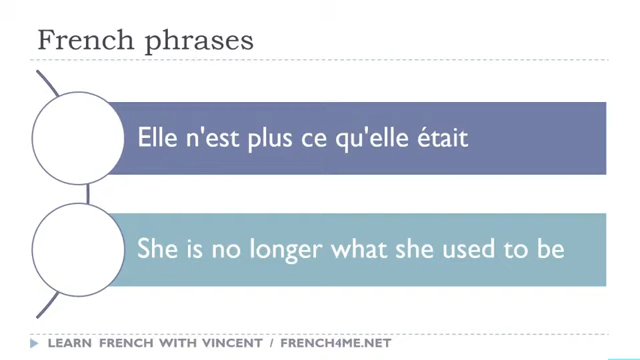 French phrases
Elle n'est plus ce qu'elle était
She is no longer what she used to be
LEARN FRENCH WITH VINCENT / FRENCH4ME.NET